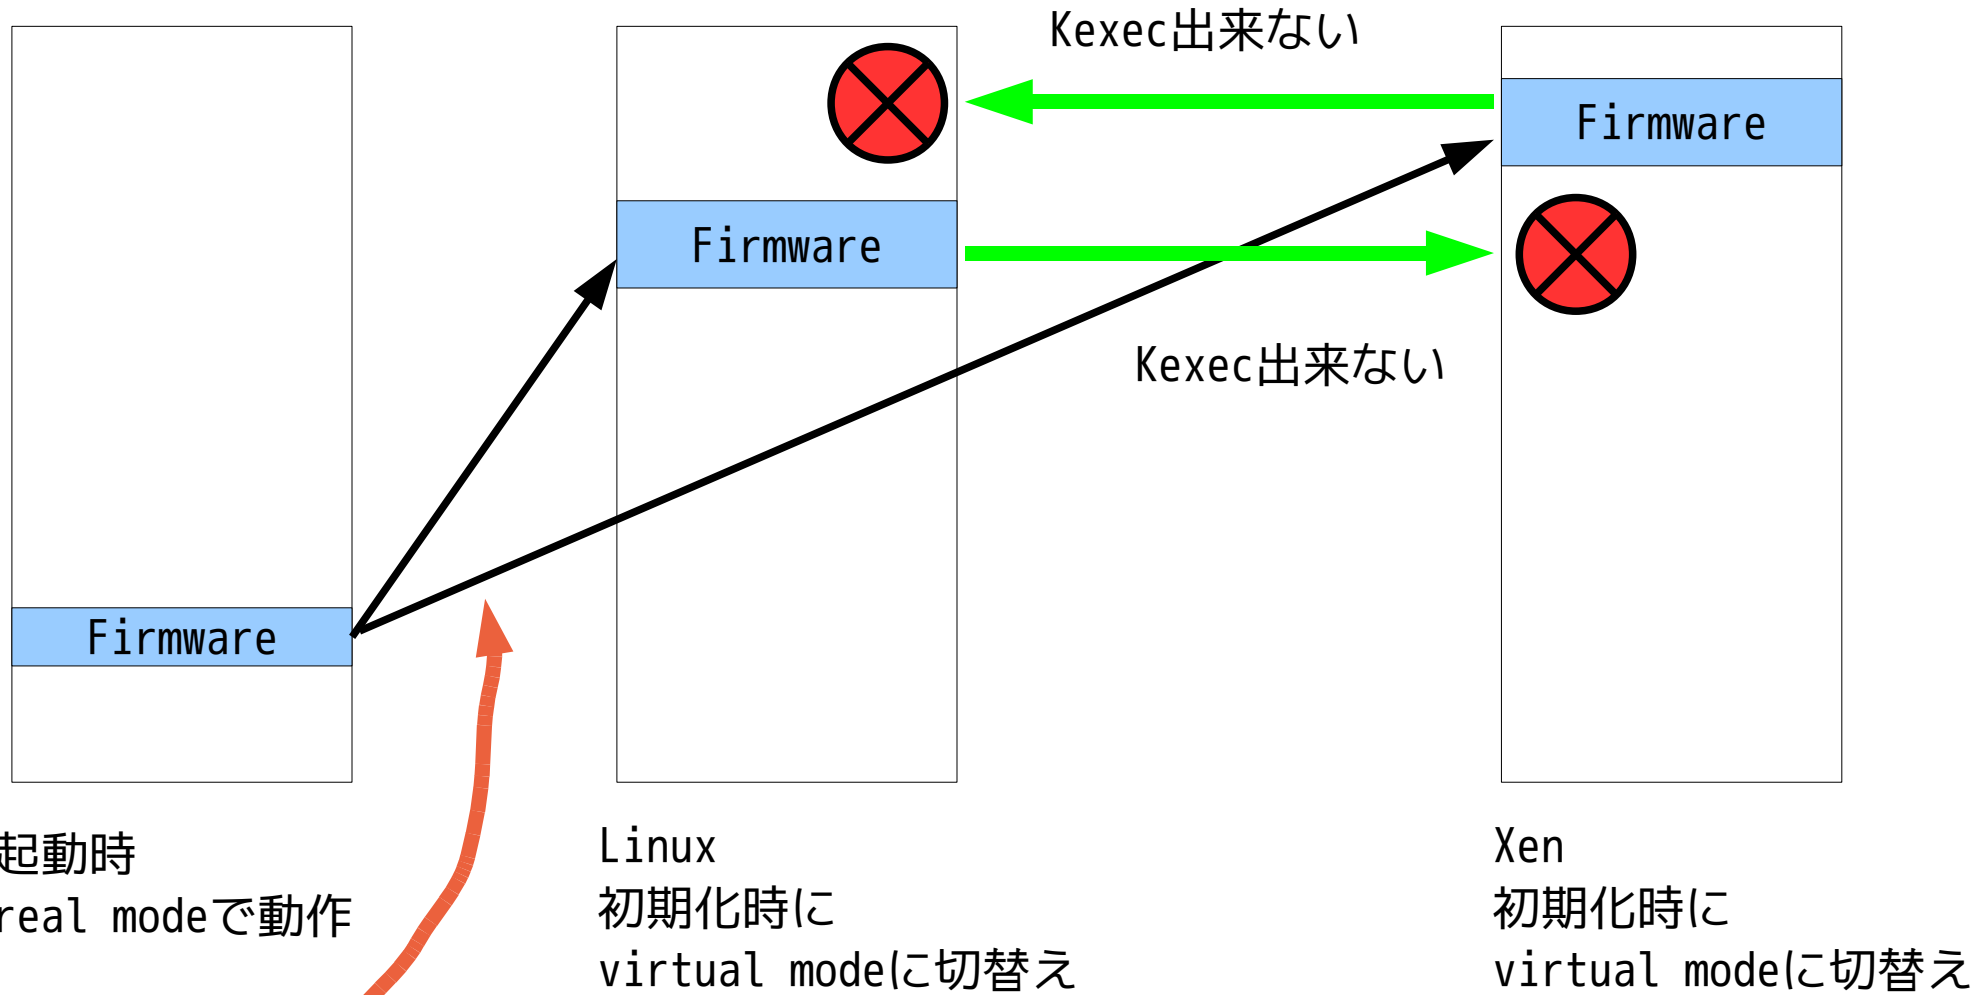 Kexec出来ない
Firmware
Firmware
Kexec出来ない
Firmware
起動時
real modeで動作
Linux
初期化時に
virtual modeに切替え
Xen
初期化時に
virtual modeに切替え